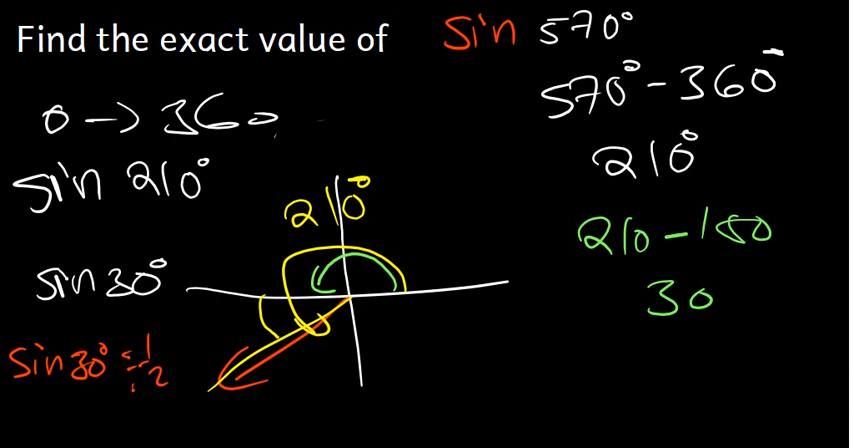 Find the exact value of sin 570°
570° - 360°
0 → 360
210°
sin 210°
210°
210 - 180
sin 30°
30
sin 30° = 1/2